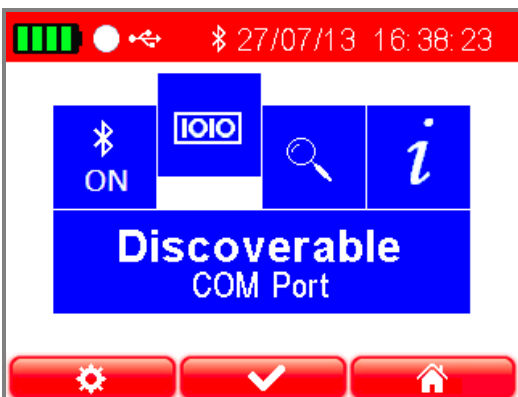 27/07/13 16:38:23
IOIO
ON
i
Discoverable
COM Port